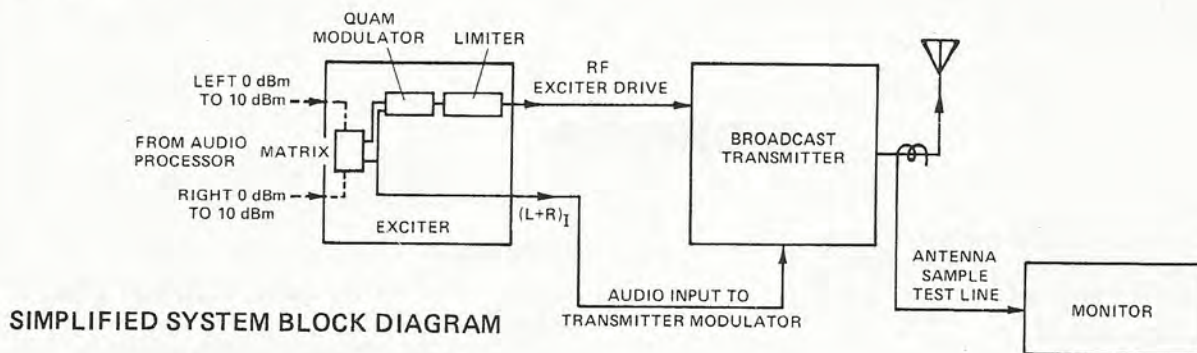 QUAM
MODULATOR
LIMITER
LEFT 0 dBm
TO 10 dBm
FROM AUDIO
PROCESSOR
MATRIX
RIGHT 0 dBm
TO 10 dBm
EXCITER
(L+R)I
RF
EXCITER DRIVE
BROADCAST
TRANSMITTER
AUDIO INPUT TO
TRANSMITTER MODULATOR
ANTENNA
SAMPLE
TEST LINE
MONITOR
SIMPLIFIED SYSTEM BLOCK DIAGRAM